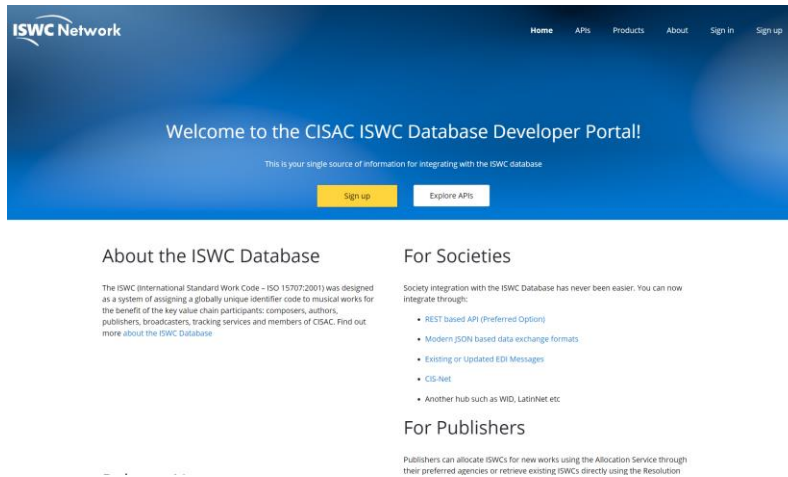 ISWC Network
Home APIs Products About Sign in Sign up
Welcome to the CISAC ISWC Database Developer Portal!
This is your single source of information for integrating with the ISWC database
Sign up Explore APIs
About the ISWC Database
The ISWC (International Standard Work Code – ISO 15707:2001) was designed
as a system of assigning a globally unique identifier code to musical works for
the benefit of the key value chain participants: composers, authors,
publishers, broadcasters, tracking services and members of CISAC. Find out
more about the ISWC Database
For Societies
Society integration with the ISWC Database has never been easier. You can now
integrate through:
• REST based API (Preferred Option)
• Modern JSON based data exchange formats
• Existing or Updated EDI Messages
• CIS-Net
• Another hub such as WID, LatinNet etc
For Publishers
Publishers can allocate ISWCs for new works using the Allocation Service through
their preferred agencies or retrieve existing ISWCs directly using the Resolution